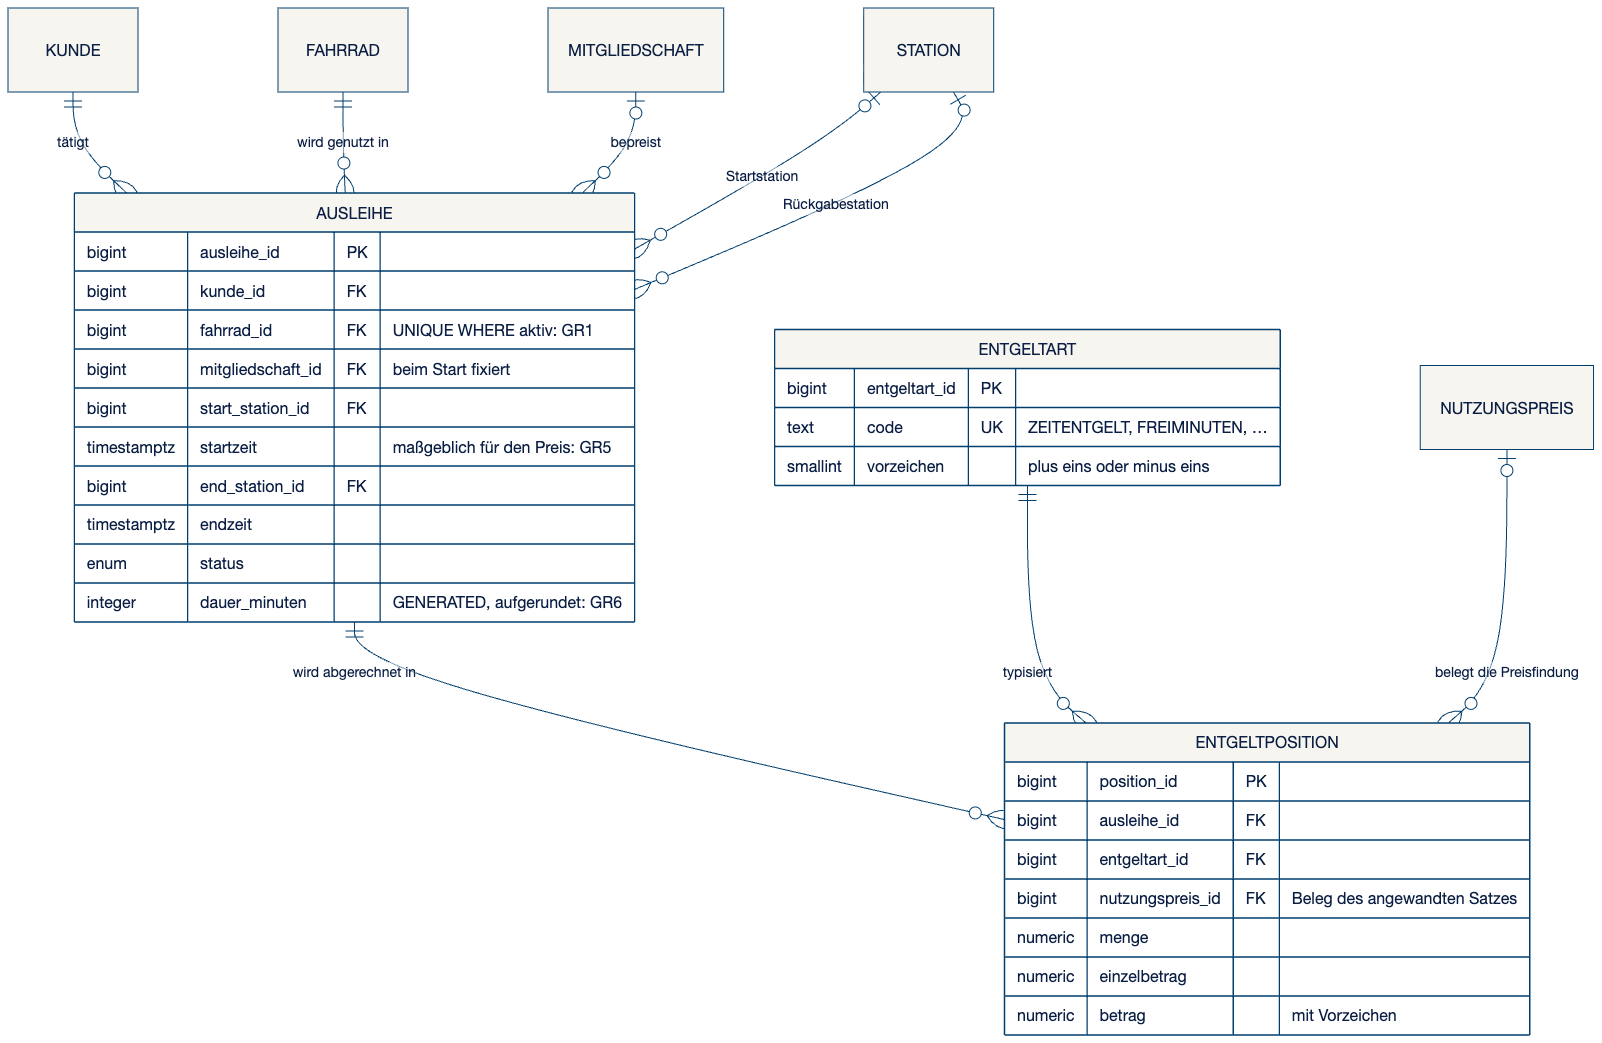 KUNDE
FAHRRAD
MITGLIEDSCHAFT
STATION
tätigt
wird genutzt in
bepreist
Startstation
Rückgabestation
AUSLEIHE
bigint ausleihe_id PK
bigint kunde_id FK
bigint fahrrad_id FK UNIQUE WHERE aktiv: GR1
bigint mitgliedschaft_id FK beim Start fixiert
bigint start_station_id FK
timestamptz startzeit maßgeblich für den Preis: GR5
bigint end_station_id FK
timestamptz endzeit
enum status
integer dauer_minuten GENERATED, aufgerundet: GR6
ENTGELTART
bigint entgeltart_id PK
text code UK ZEITENTGELT, FREIMINUTEN, …
smallint vorzeichen plus eins oder minus eins
NUTZUNGSPREIS
wird abgerechnet in
typisiert
belegt die Preisfindung
ENTGELTPOSITION
bigint position_id PK
bigint ausleihe_id FK
bigint entgeltart_id FK
bigint nutzungspreis_id FK Beleg des angewandten Satzes
numeric menge
numeric einzelbetrag
numeric betrag mit Vorzeichen